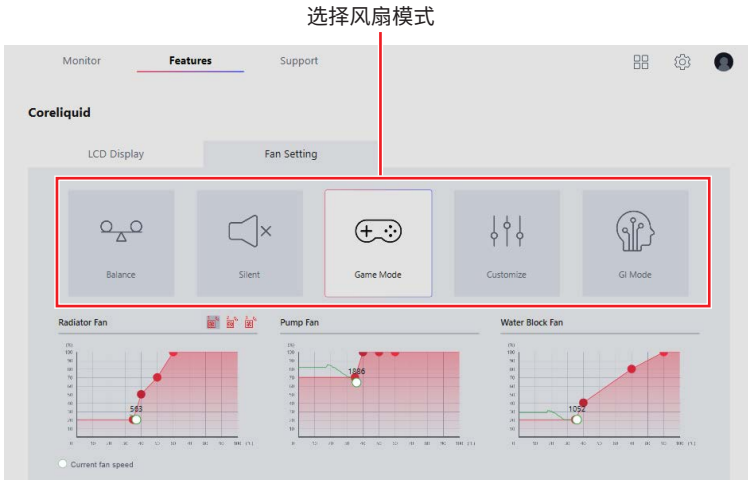 选择风扇模式
Monitor Features Support
Coreliquid
LCD Display Fan Setting
Balance Silent Game Mode Customize GI Mode
Radiator Fan Pump Fan Water Block Fan
563 1886 1052
Current fan speed